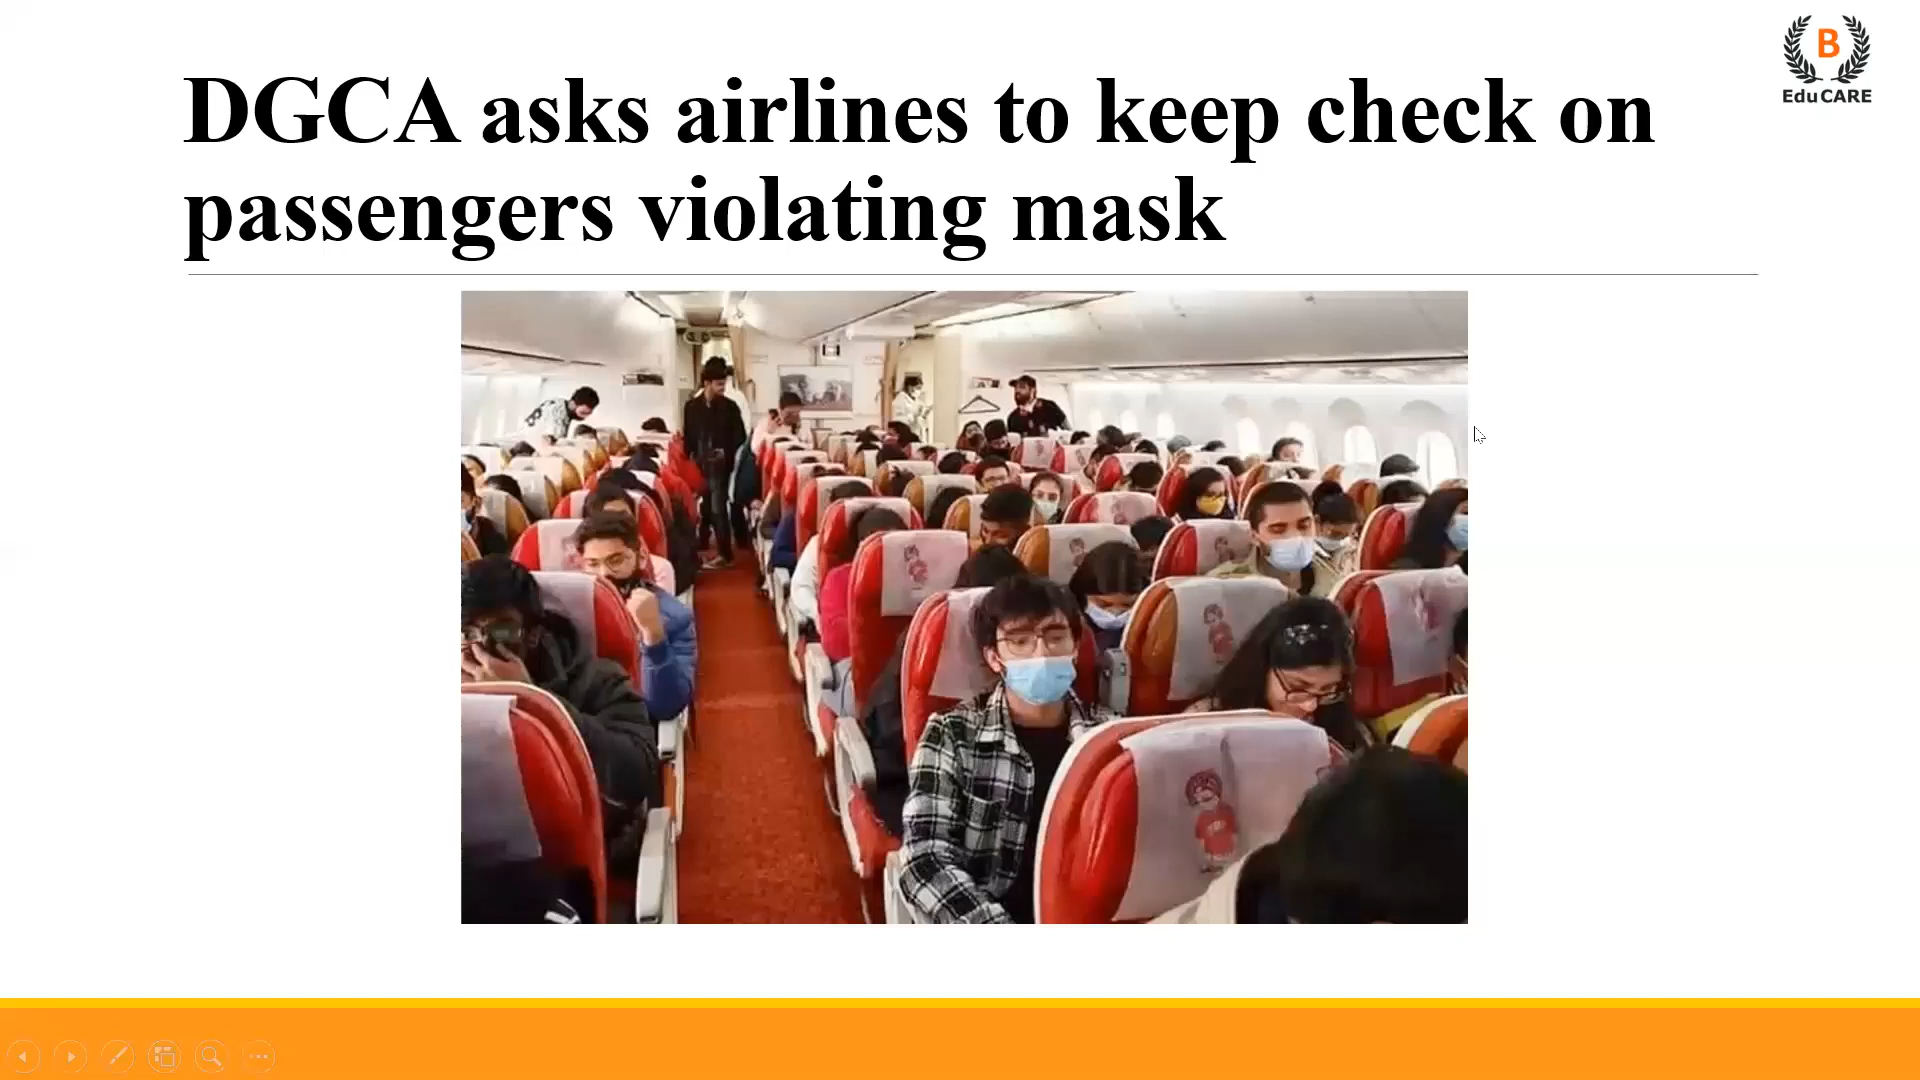 B
EduCARE
DGCA asks airlines to keep check on
passengers violating mask